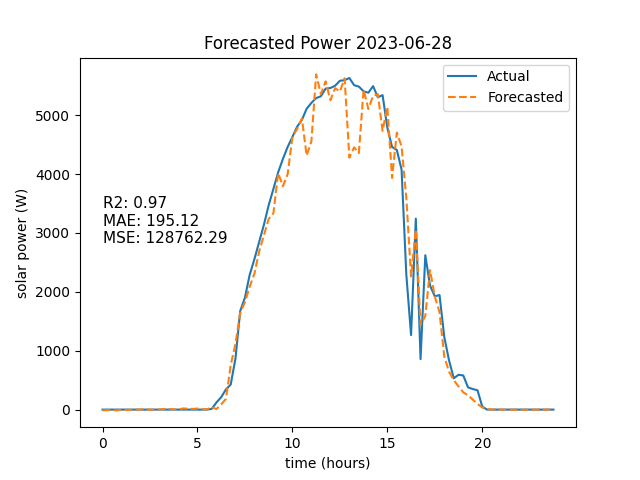 Forecasted Power 2023-06-28
Actual
Forecasted
R2: 0.97
MAE: 195.12
MSE: 128762.29
solar power (W)
5000
4000
3000
2000
1000
0
0 5 10 15 20
time (hours)